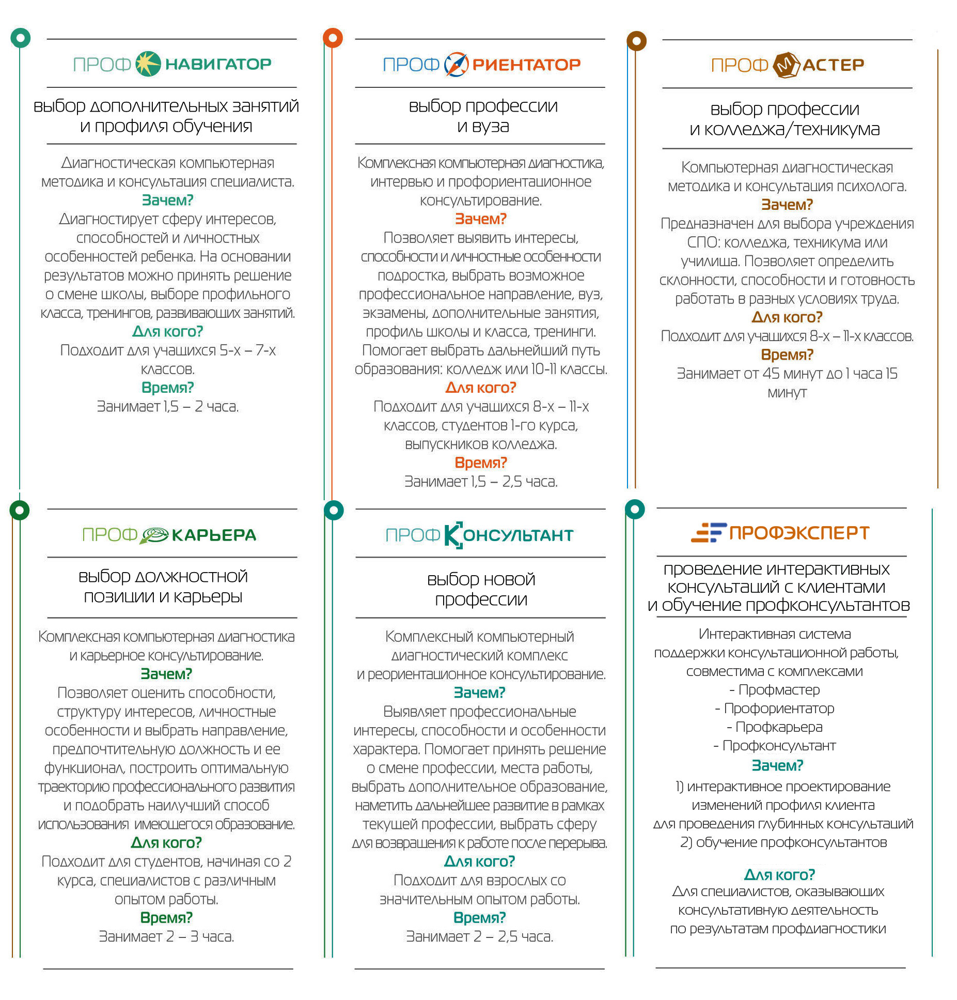 ПРОФ НАВИГАТОР
выбор дополнительных занятий
и профиля обучения
Диагностическая компьютерная
методика и консультация специалиста.
Зачем?
Диагностирует сферу интересов,
способностей и личностных
особенностей ребенка. На основании
результатов можно принять решение
о смене школы, выборе профильного
класса, тренингов, развивающих занятий.
Для кого?
Подходит для учащихся 5-х – 7-х
классов.
Время?
Занимает 1,5 – 2 часа.
ПРОФОРИЕНТАТОР
выбор профессии
и вуза
Комплексная компьютерная диагностика,
интервью и профориентационное
консультирование.
Зачем?
Позволяет выявить интересы,
способности и личностные особенности
подростка, выбрать возможное
профессиональное направление, вуз,
экзамены, дополнительные занятия,
профиль школы и класса, тренинги.
Помогает выбрать дальнейший путь
образования: колледж или 10-11 классы.
Для кого?
Подходит для учащихся 8-х – 11-х
классов, студентов 1-го курса,
выпускников колледжа.
Время?
Занимает 1,5 – 2,5 часа.
ПРОФ МАСТЕР
выбор профессии
и колледжа/техникума
Компьютерная диагностическая
методика и консультация психолога.
Зачем?
Предназначен для выбора учреждения
СПО: колледжа, техникума или
училища. Позволяет определить
склонности, способности и готовность
работать в разных условиях труда.
Для кого?
Подходит для учащихся 8-х – 11-х классов.
Время?
Занимает от 45 минут до 1 часа 15
минут
ПРОФ КАРЬЕРА
выбор должностной
позиции и карьеры
Комплексная компьютерная диагностика
и карьерное консультирование.
Зачем?
Позволяет оценить способности,
структуру интересов, личностные
особенности и выбрать направление,
предпочтительную должность и ее
функционал, построить оптимальную
траекторию профессионального развития
и подобрать наилучший способ
использования имеющегося образование.
Для кого?
Подходит для студентов, начиная со 2
курса, специалистов с различным
опытом работы.
Время?
Занимает 2 – 3 часа.
ПРОФ КОНСУЛЬТАНТ
выбор новой
профессии
Комплексный компьютерный
диагностический комплекс
и реориентационное консультирование.
Зачем?
Выявляет профессиональные
интересы, способности и особенности
характера. Помогает принять решение
о смене профессии, места работы,
выбрать дополнительное образование,
наметить дальнейшее развитие в рамках
текущей профессии, выбрать сферу
для возвращения к работе после перерыва.
Для кого?
Подходит для взрослых со
значительным опытом работы.
Время?
Занимает 2 – 2,5 часа.
ПРОФЭКСПЕРТ
проведение интерактивных
консультаций с клиентами
и обучение профконсультантов
Интерактивная система
поддержки консультационной работы,
совместима с комплексами
- Профмастер
- Профориентатор
- Профкарьера
- Профконсультант
Зачем?
1) интерактивное проектирование
изменений профиля клиента
для проведения глубинных консультаций
2) обучение профконсультантов
Для кого?
Для специалистов, оказывающих
консультативную деятельность
по результатам профдиагностики